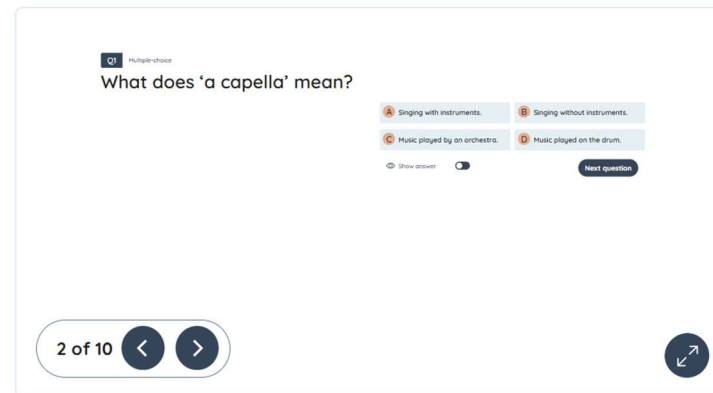 Q1 Multiple-choice
What does ‘a capella’ mean?
A Singing with instruments.
B Singing without instruments.
C Music played by an orchestra.
D Music played on the drum.
Show answer
Next question
2 of 10